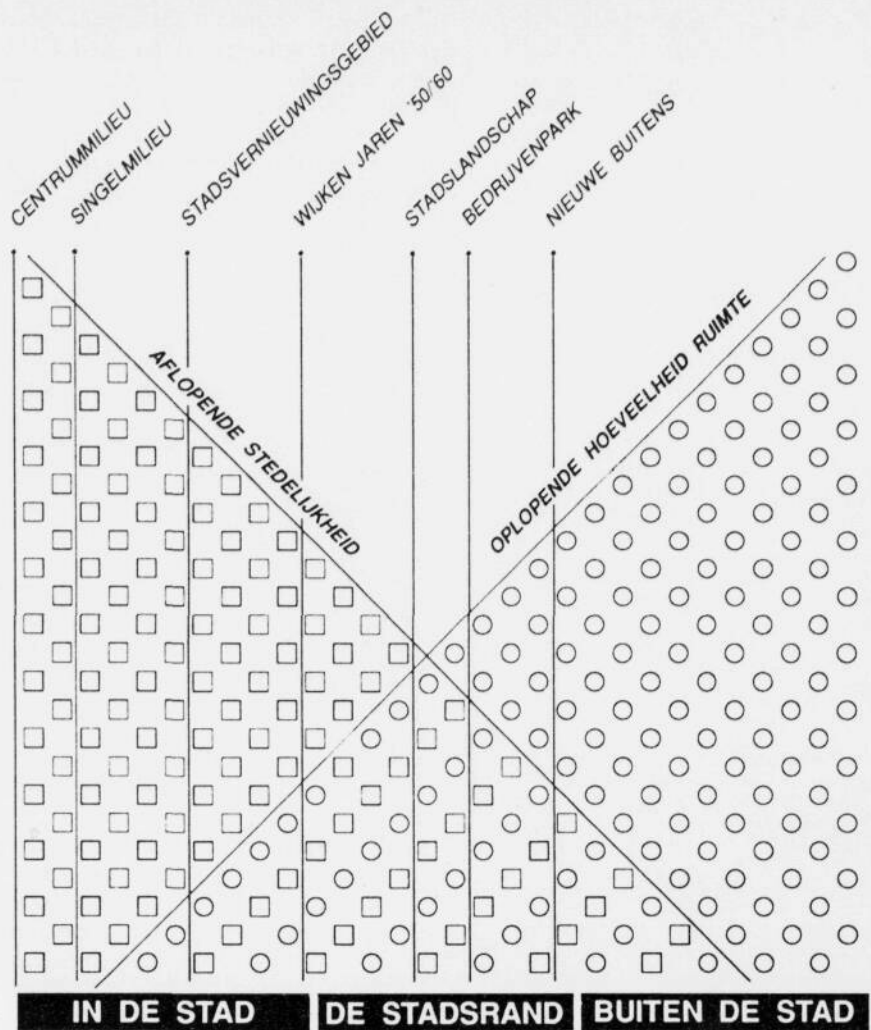 CENTRUMMILIEU
SINGELMILIEU
STADSVERNIEUWINGSGEBIED
WIJKEN JAREN '50/'60
STADSLANDSCHAP
BEDRIJVENPARK
NIEUWE BUITENS
AFLOPENDE STEDELIJKHEID
OPLOPENDE HOEVEELHEID RUIMTE
IN DE STAD
DE STADSRAND
BUITEN DE STAD